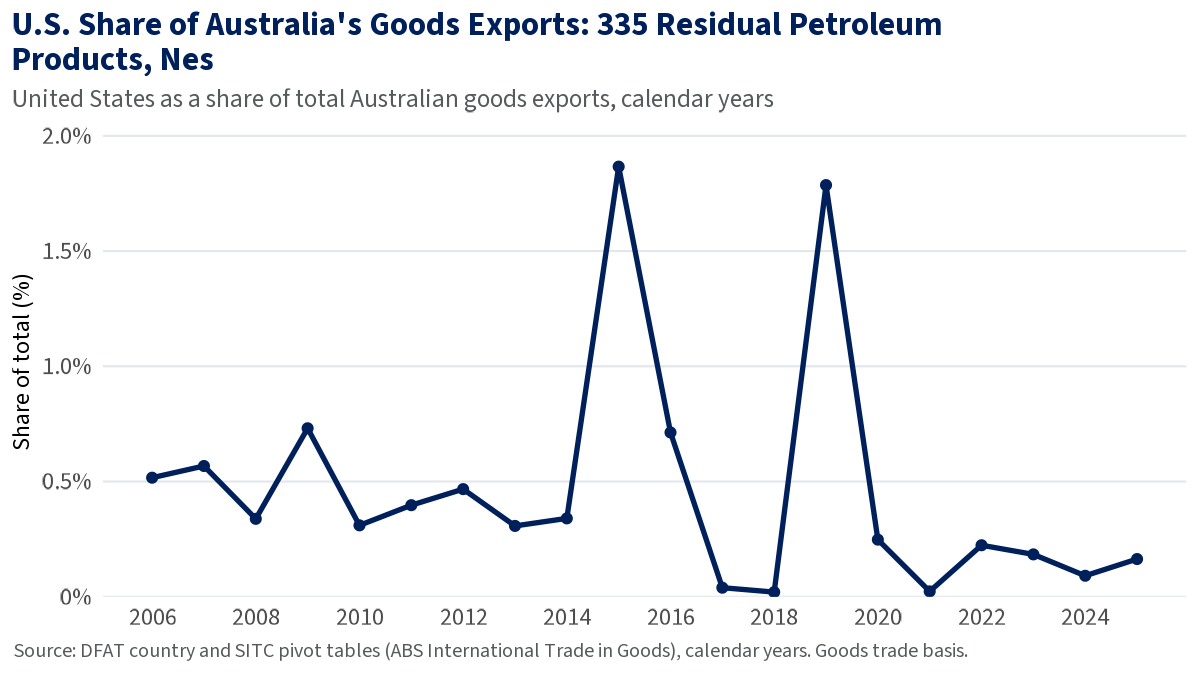 U.S. Share of Australia's Goods Exports: 335 Residual Petroleum
Products, Nes
United States as a share of total Australian goods exports, calendar years
2.0%
1.5%
1.0%
0.5%
0%
Share of total (%)
2006 2008 2010 2012 2014 2016 2018 2020 2022 2024
Source: DFAT country and SITC pivot tables (ABS International Trade in Goods), calendar years. Goods trade basis.